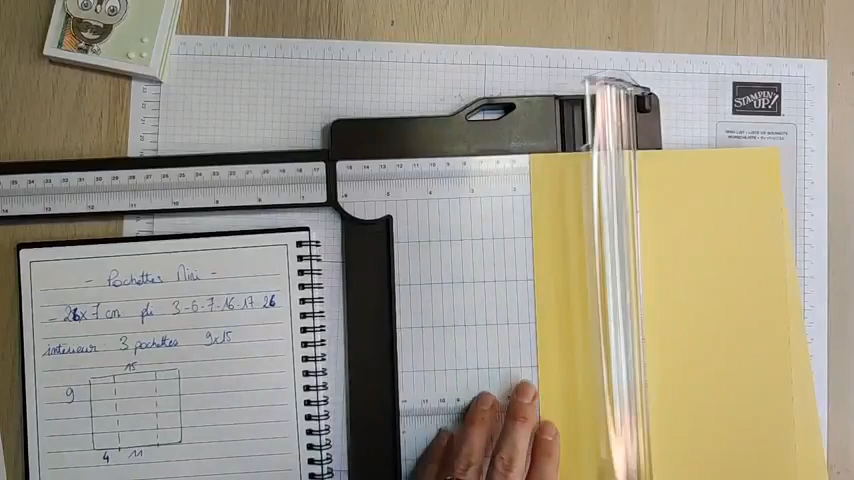 - Pochettes Mini -
- 26x7 cm pli 3-6-7-16-17 26
intérieur 3 pochettes 9x15
15
9
4 11
STAMPIN' UP!